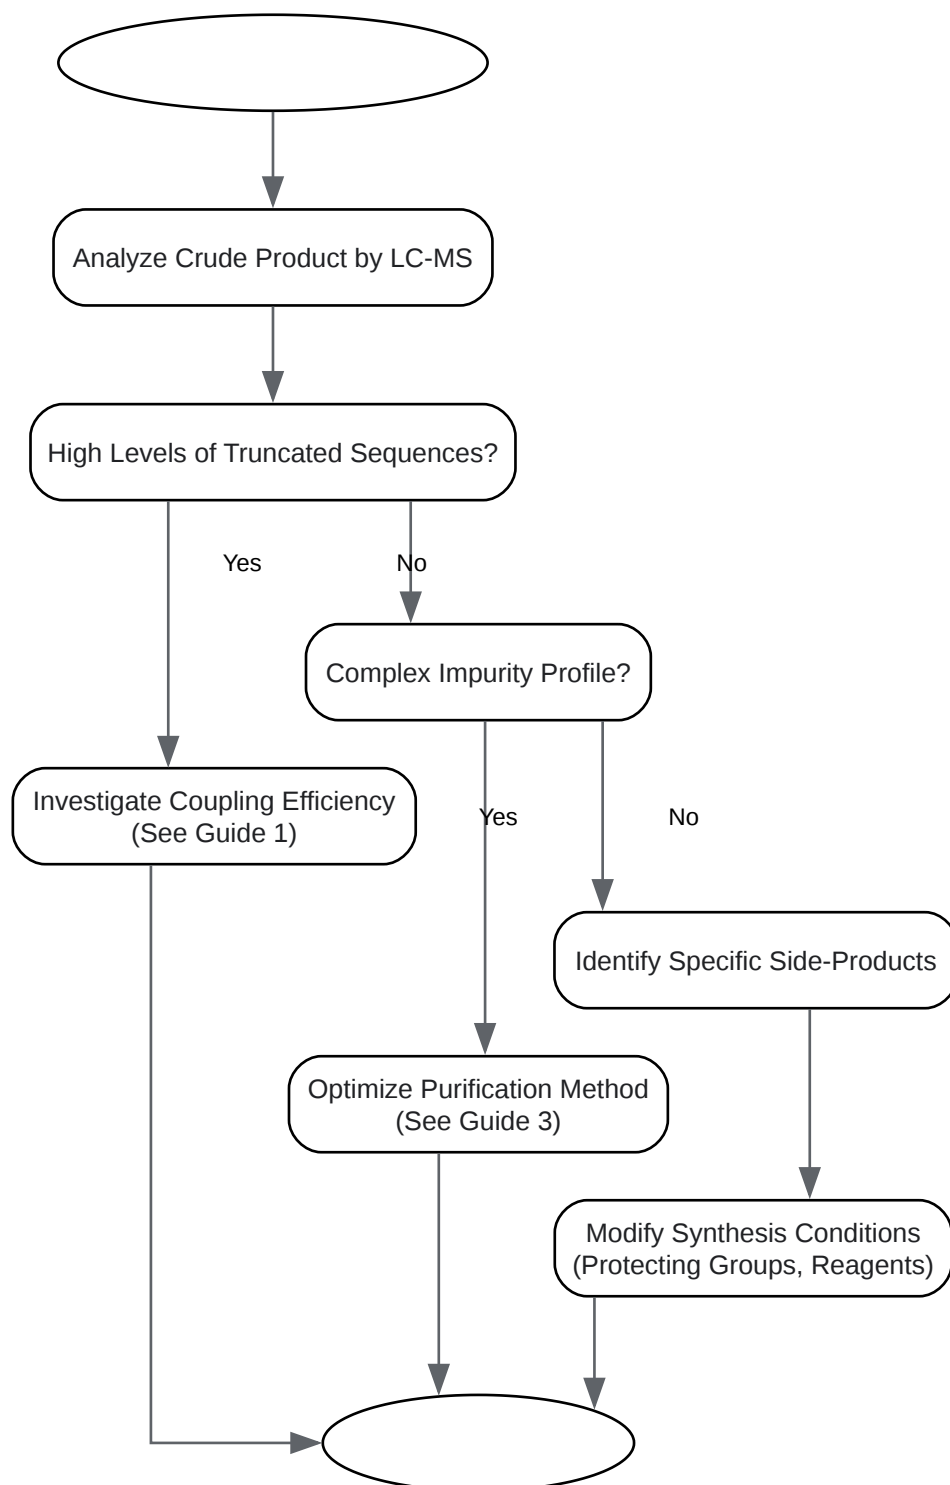 Analyze Crude Product by LC-MS
High Levels of Truncated Sequences?
Yes
No
Complex Impurity Profile?
Investigate Coupling Efficiency
(See Guide 1)
Yes
No
Identify Specific Side-Products
Optimize Purification Method
(See Guide 3)
Modify Synthesis Conditions
(Protecting Groups, Reagents)